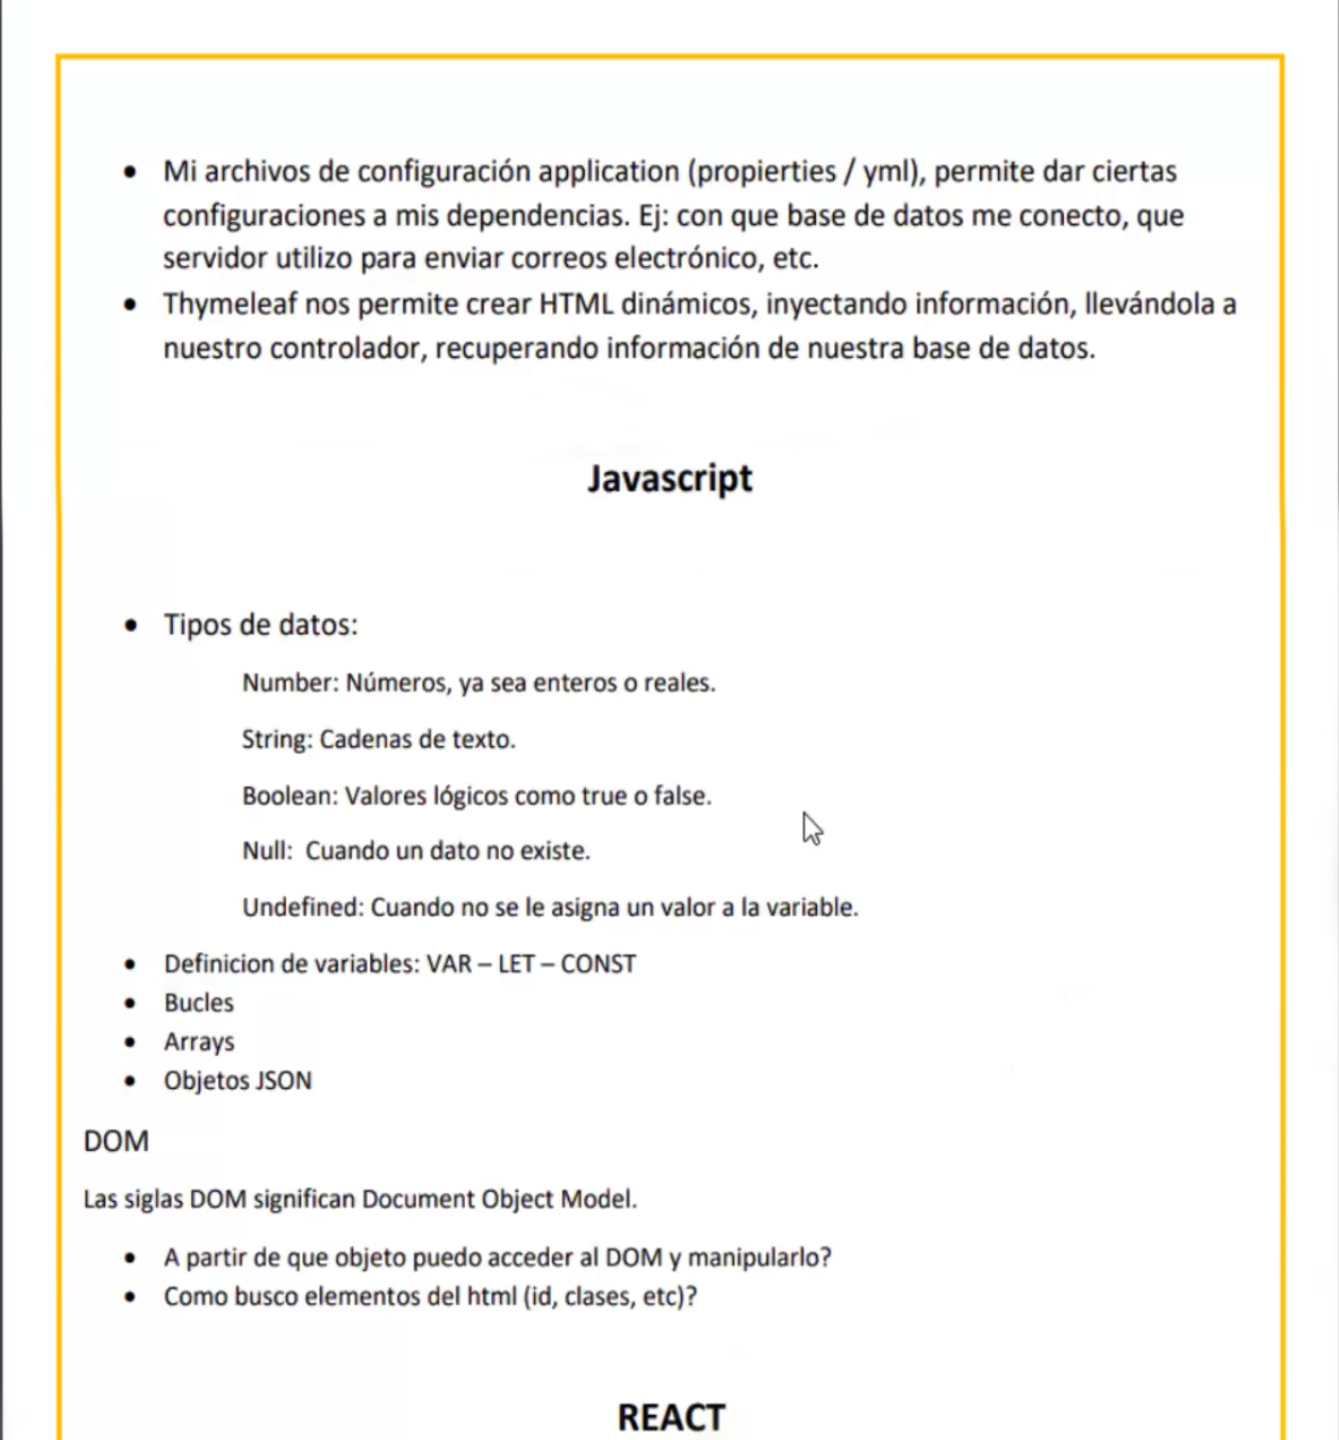 • Mi archivos de configuración application (propierties / yml), permite dar ciertas
configuraciones a mis dependencias. Ej: con que base de datos me conecto, que
servidor utilizo para enviar correos electrónico, etc.
• Thymeleaf nos permite crear HTML dinámicos, inyectando información, llevándola a
nuestro controlador, recuperando información de nuestra base de datos.
Javascript
• Tipos de datos:
Number: Números, ya sea enteros o reales.
String: Cadenas de texto.
Boolean: Valores lógicos como true o false.
Null:  Cuando un dato no existe.
Undefined: Cuando no se le asigna un valor a la variable.
• Definicion de variables: VAR – LET – CONST
• Bucles
• Arrays
• Objetos JSON
DOM
Las siglas DOM significan Document Object Model.
• A partir de que objeto puedo acceder al DOM y manipularlo?
• Como busco elementos del html (id, clases, etc)?
REACT